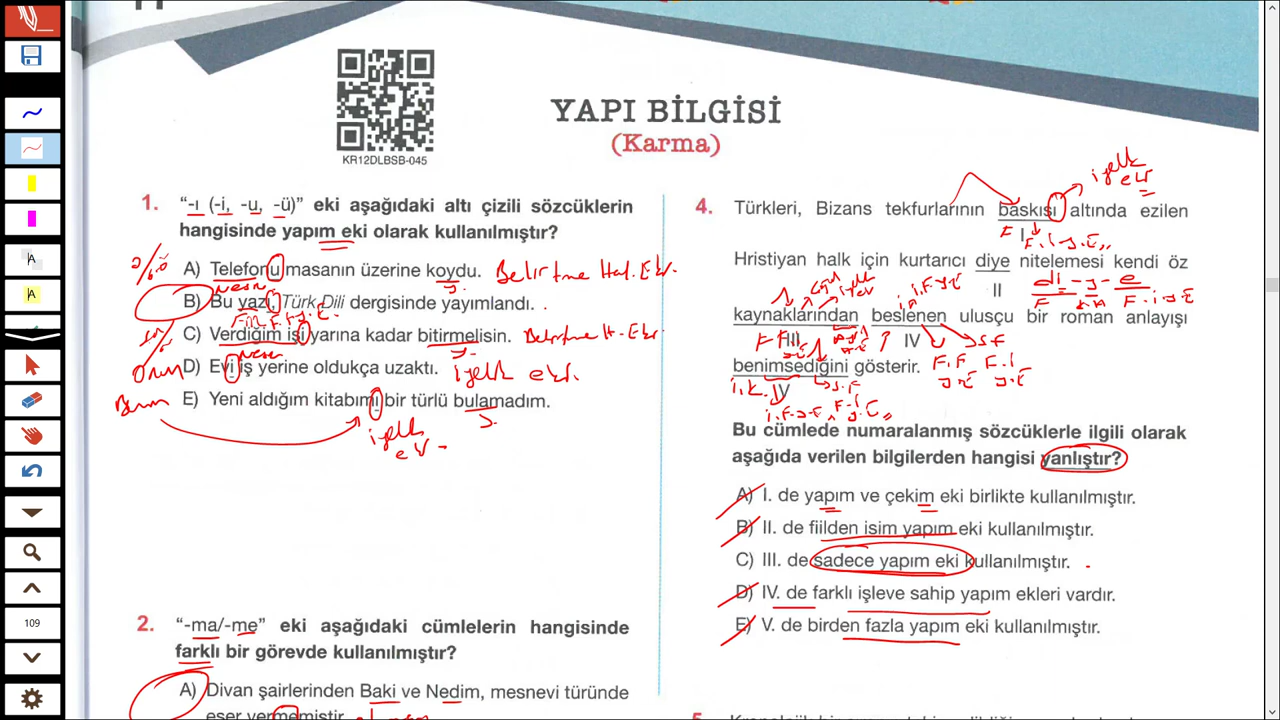 KR12DLBSB-045
YAPI BİLGİSİ
(Karma)
1. "-ı (-i, -u, -ü)" eki aşağıdaki altı çizili sözcüklerin
hangisinde yapım eki olarak kullanılmıştır?
A) Telefonu masanın üzerine koydu. Belirtme Hal. Eki.
B) Bu yazı, Türk Dili dergisinde yayımlandı.
C) Verdiğim işi yarına kadar bitirmelisin. Belirtme H. Eki
D) Evi iş yerine oldukça uzaktı. iyelik eki.
Onun
E) Yeni aldığım kitabımı bir türlü bulamadım.
iyelik
2. "-ma/-me" eki aşağıdaki cümlelerin hangisinde
farklı bir görevde kullanılmıştır?
A) Divan şairlerinden Baki ve Nedim, mesnevi türünde
eser vermemiştir.
iyelik
4. Türkleri, Bizans tekfurlarının baskısı altında ezilen
I
Hristiyan halk için kurtarıcı diye nitelemesi kendi öz
II
kaynaklarından beslenen ulusçu bir roman anlayışı
III IV
benimsediğini gösterir.
IV
Bu cümlede numaralanmış sözcüklerle ilgili olarak
aşağıda verilen bilgilerden hangisi yanlıştır?
A) I. de yapım ve çekim eki birlikte kullanılmıştır.
B) II. de fiilden isim yapım eki kullanılmıştır.
C) III. de sadece yapım eki kullanılmıştır.
D) IV. de farklı işleve sahip yapım ekleri vardır.
E) V. de birden fazla yapım eki kullanılmıştır.
109